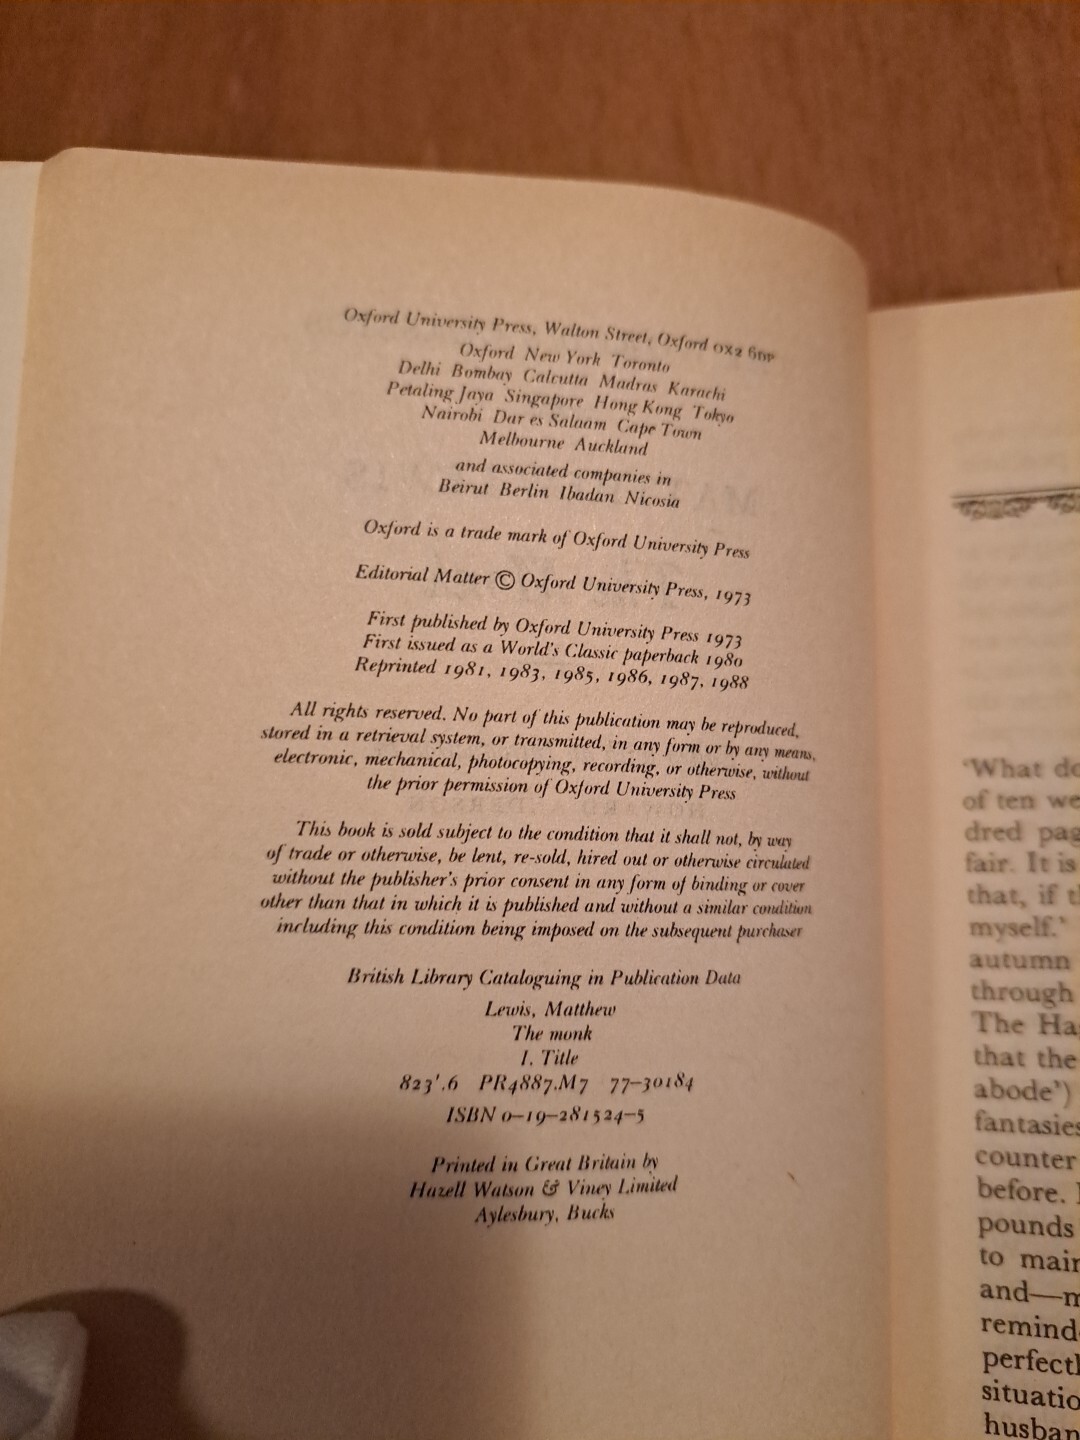 Oxford University Press, Walton Street, Oxford OX2 6DP
Oxford New York Toronto
Delhi Bombay Calcutta Madras Karachi
Petaling Jaya Singapore Hong Kong Tokyo
Nairobi Dar es Salaam Cape Town
Melbourne Auckland
and associated companies in
Beirut Berlin Ibadan Nicosia
Oxford is a trade mark of Oxford University Press
Editorial Matter © Oxford University Press, 1973
First published by Oxford University Press 1973
First issued as a World's Classic paperback 1980
Reprinted 1981, 1983, 1985, 1986, 1987, 1988
All rights reserved. No part of this publication may be reproduced,
stored in a retrieval system, or transmitted, in any form or by any means,
electronic, mechanical, photocopying, recording, or otherwise, without
the prior permission of Oxford University Press
This book is sold subject to the condition that it shall not, by way
of trade or otherwise, be lent, re-sold, hired out or otherwise circulated
without the publisher's prior consent in any form of binding or cover
other than that in which it is published and without a similar condition
including this condition being imposed on the subsequent purchaser
British Library Cataloguing in Publication Data
Lewis, Matthew
The monk
I. Title
823'.6 PR4887.M7 77-30184
ISBN 0-19-281524-5
Printed in Great Britain by
Hazell Watson & Viney Limited
Aylesbury, Bucks
'What do
of ten we
dred pag
fair. It is
that, if th
myself.'
autumn
through
The Ha
that the
abode')
fantasies
counter
before.
pounds
to main
and—m
remind
perfectl
situatio
husban